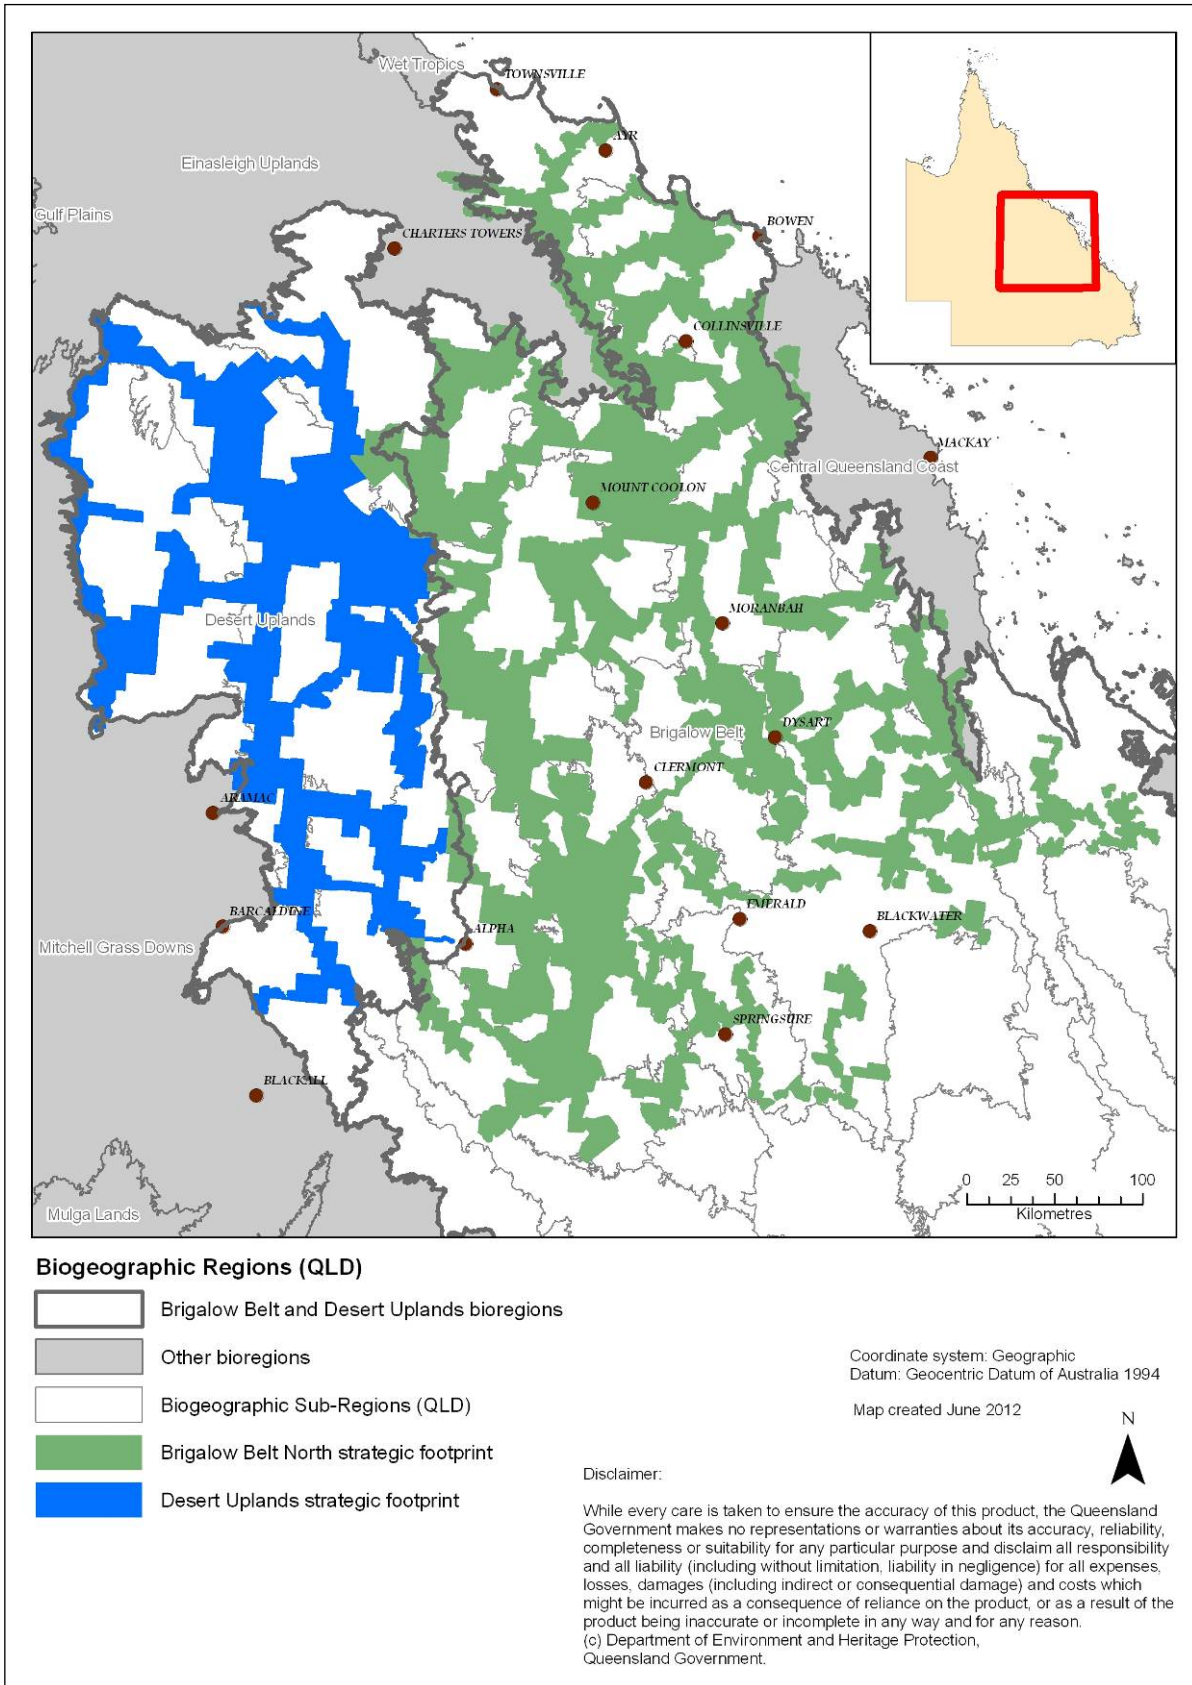 Wet Tropics
TOWNSVILLE
AYR
Einasleigh Uplands
Gulf Plains
CHARTERS TOWERS
BOWEN
COLLINSVILLE
MACKAY
Central Queensland Coast
MOUNT COOLON
MORANBAH
Desert Uplands
DYSART
Brigalow Belt
CLERMONT
ARAMAC
BARCALDINE
EMERALD
BLACKWATER
ALPHA
Mitchell Grass Downs
SPRINGSURE
BLACKALL
Mulga Lands
0 25 50 100
Kilometres
Biogeographic Regions (QLD)
Brigalow Belt and Desert Uplands bioregions
Other bioregions
Biogeographic Sub-Regions (QLD)
Brigalow Belt North strategic footprint
Desert Uplands strategic footprint
Coordinate system: Geographic
Datum: Geocentric Datum of Australia 1994
Map created June 2012
N
Disclaimer:
While every care is taken to ensure the accuracy of this product, the Queensland
Government makes no representations or warranties about its accuracy, reliability,
completeness or suitability for any particular purpose and disclaim all responsibility
and all liability (including without limitation, liability in negligence) for all expenses,
losses, damages (including indirect or consequential damage) and costs which
might be incurred as a consequence of reliance on the product, or as a result of the
product being inaccurate or incomplete in any way and for any reason.
(c) Department of Environment and Heritage Protection,
Queensland Government.